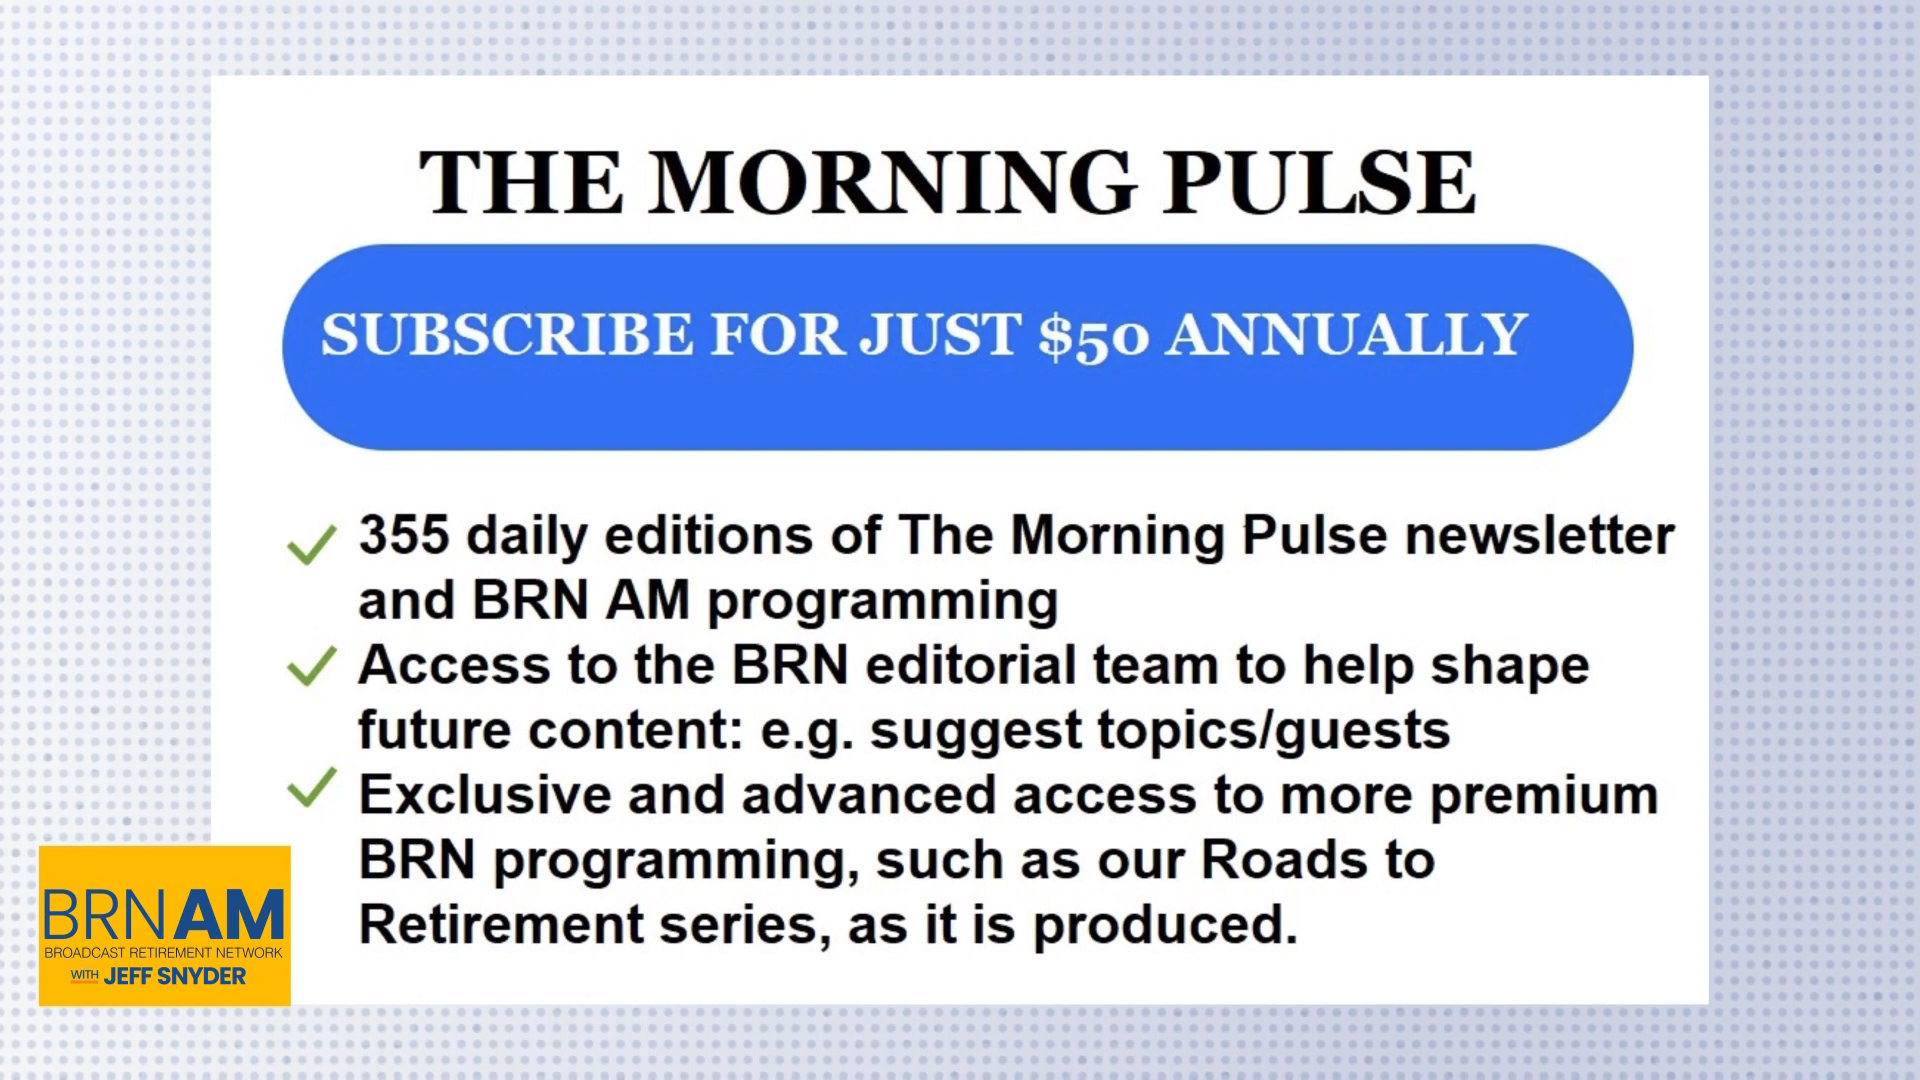 THE MORNING PULSE
SUBSCRIBE FOR JUST $50 ANNUALLY
355 daily editions of The Morning Pulse newsletter
and BRN AM programming
Access to the BRN editorial team to help shape
future content: e.g. suggest topics/guests
Exclusive and advanced access to more premium
BRN programming, such as our Roads to
Retirement series, as it is produced.
BRNAM
BROADCAST RETIREMENT NETWORK
WITH JEFF SNYDER